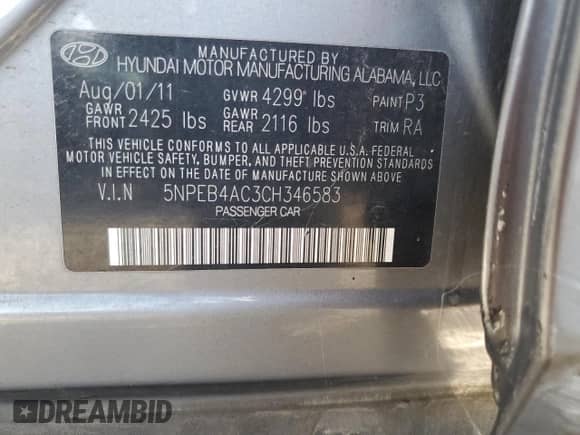 MANUFACTURED BY
HYUNDAI MOTOR MANUFACTURING ALABAMA, LLC
Aug/01/11 GVWR 4299 lbs PAINT P3
GAWR FRONT 2425 lbs GAWR REAR 2116 lbs TRIM RA
THIS VEHICLE CONFORMS TO ALL APPLICABLE U.S.A. FEDERAL
MOTOR VEHICLE SAFETY, BUMPER, AND THEFT PREVENTION STANDARDS
IN EFFECT ON THE DATE OF MANUFACTURE SHOWN ABOVE.
V.I.N 5NPEB4AC3CH346583
PASSENGER CAR
DREAMBID